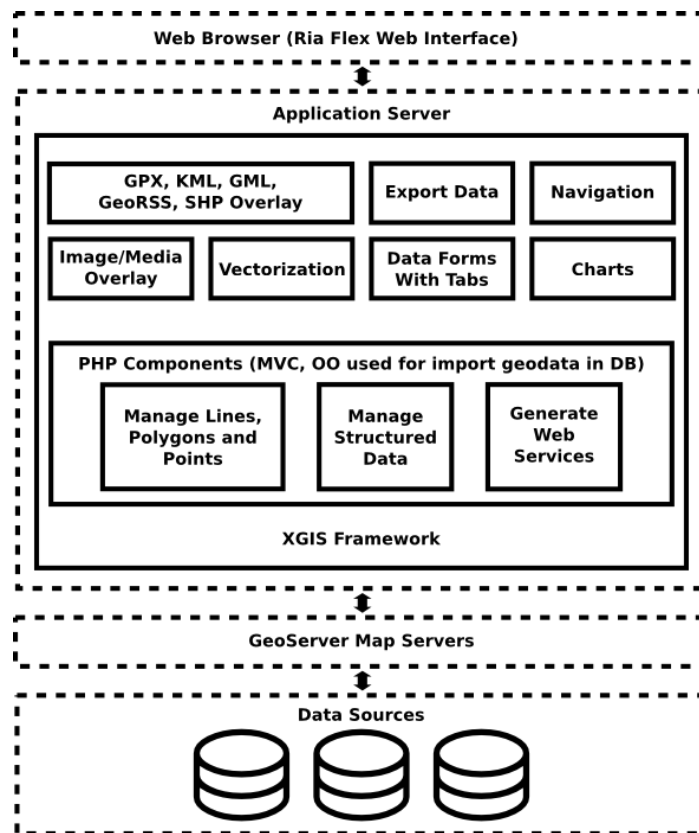 Web Browser (Ria Flex Web Interface)
Application Server
GPX, KML, GML,
GeoRSS, SHP Overlay
Export Data
Navigation
Image/Media
Overlay
Vectorization
Data Forms
With Tabs
Charts
PHP Components (MVC, OO used for import geodata in DB)
Manage Lines,
Polygons and
Points
Manage
Structured
Data
Generate
Web
Services
XGIS Framework
GeoServer Map Servers
Data Sources